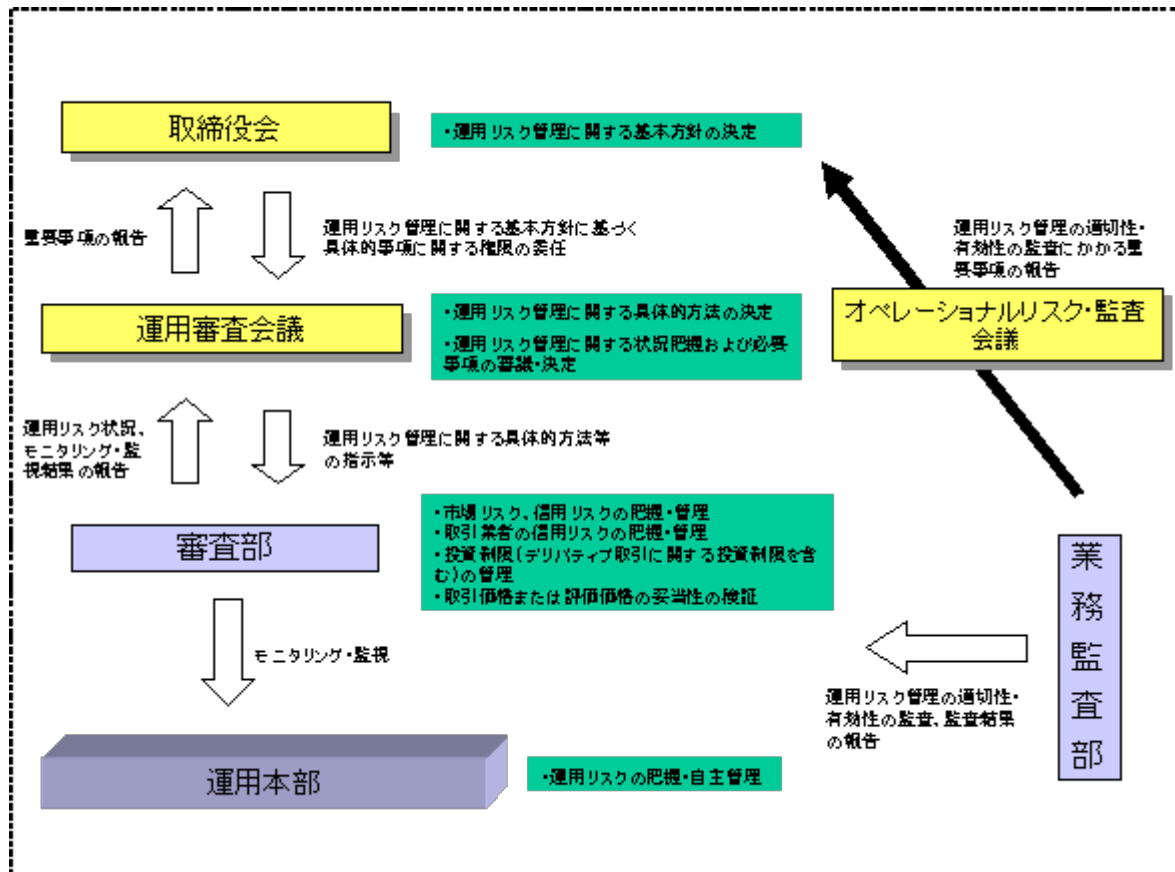 取締役会
・運用リスク管理に関する基本方針の決定
重要事項の報告
運用リスク管理に関する基本方針に基づく
具体的事項に関する権限の委任
運用リスク管理の適切性・
有効性の監査にかかる重
要事項の報告
運用審査会議
・運用リスク管理に関する具体的方法の決定
・運用リスク管理に関する状況把握および必要
事項の審議・決定
オペレーショナルリスク・監査
会議
運用リスク状況、
モニタリング・監
視結果の報告
運用リスク管理に関する具体的方法等
の指示等
審査部
・市場リスク、信用リスクの把握・管理
・取引業者の信用リスクの把握・管理
・投資制限（デリバティブ取引に関する投資制限を含
む）の管理
・取引価格または評価価格の妥当性の検証
業務監査部
モニタリング・監視
運用リスク管理の適切性・
有効性の監査、監査結果
の報告
運用本部
・運用リスクの把握・自主管理